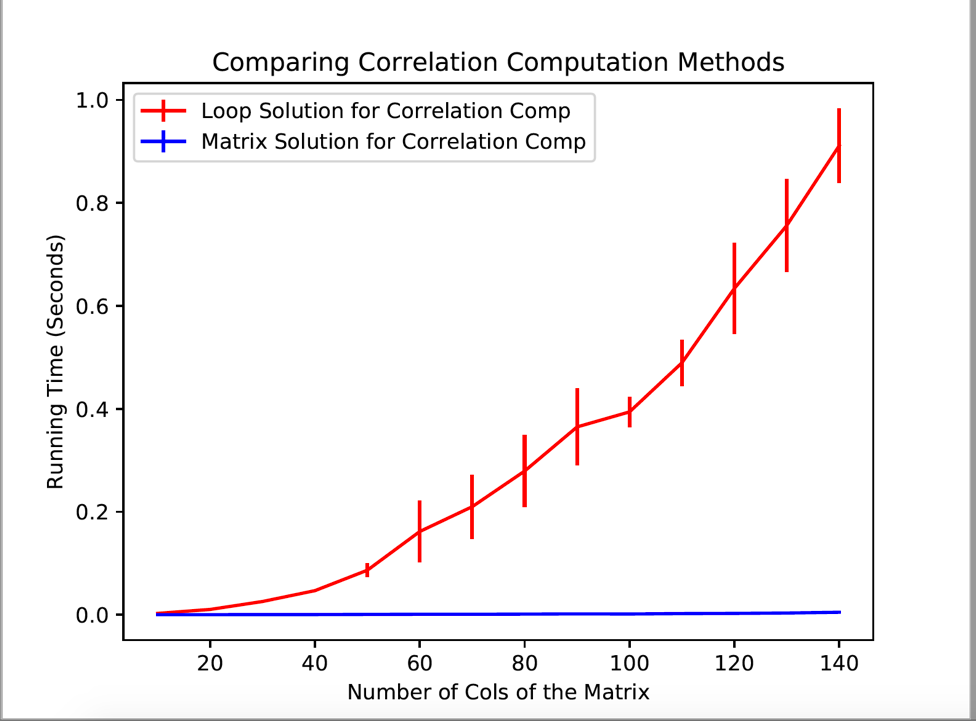 Comparing Correlation Computation Methods
Loop Solution for Correlation Comp
Matrix Solution for Correlation Comp
1.0
0.8
0.6
0.4
0.2
0.0
Running Time (Seconds)
20 40 60 80 100 120 140
Number of Cols of the Matrix